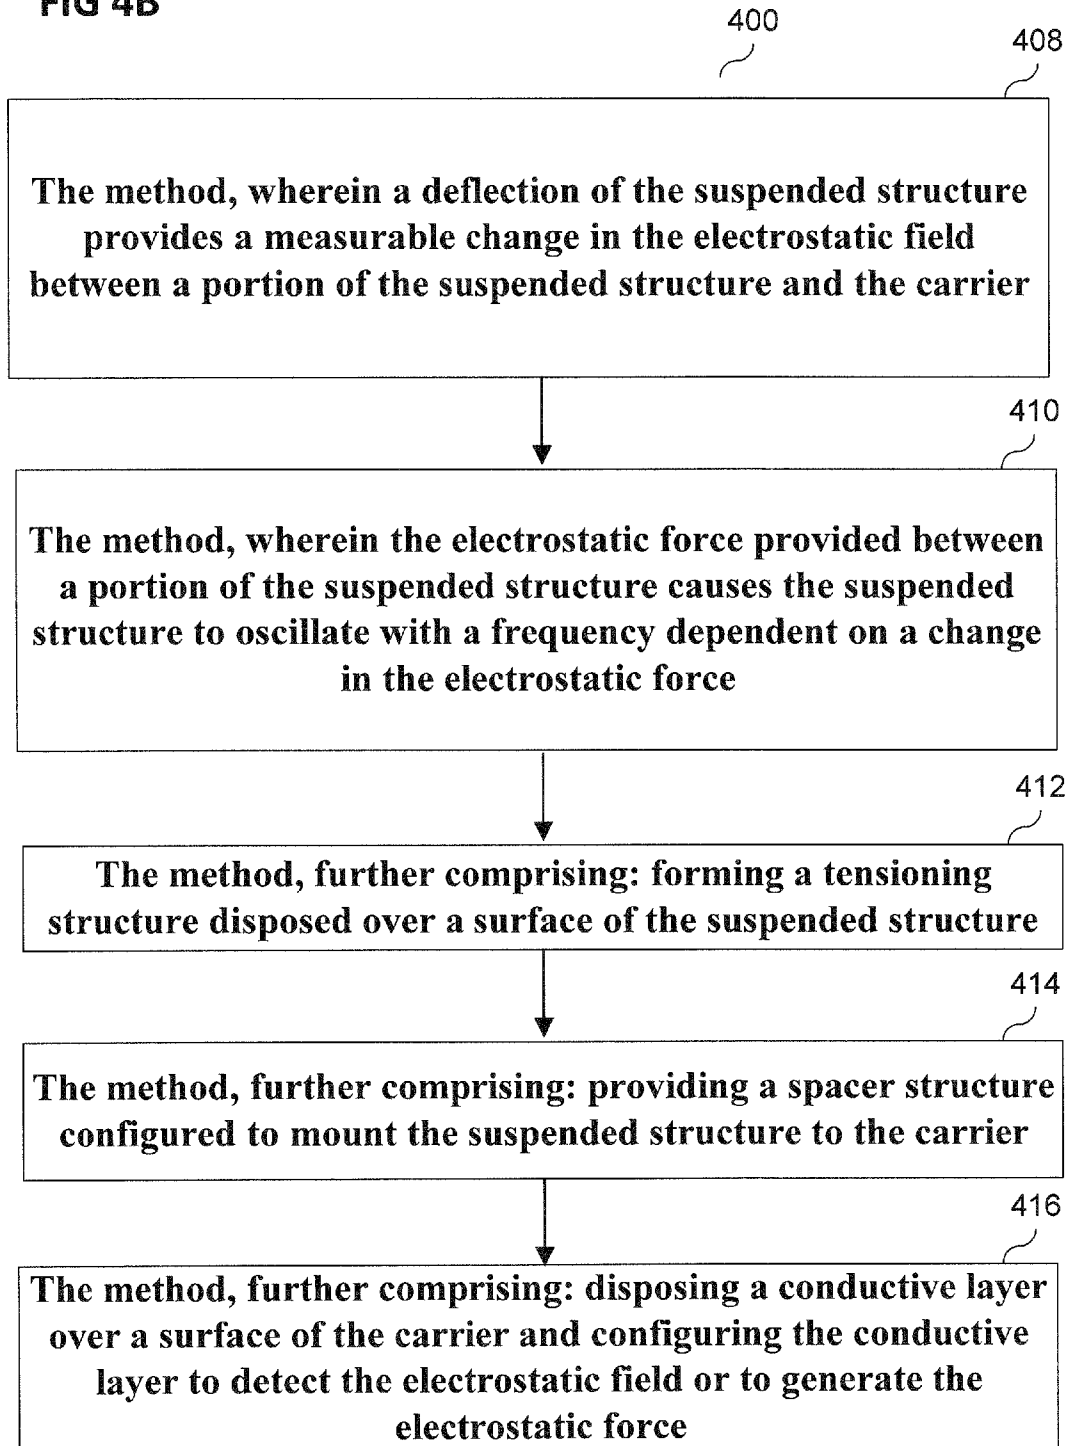 FIG 4B
400
408
The method, wherein a deflection of the suspended structure
provides a measurable change in the electrostatic field
between a portion of the suspended structure and the carrier
410
The method, wherein the electrostatic force provided between
a portion of the suspended structure causes the suspended
structure to oscillate with a frequency dependent on a change
in the electrostatic force
412
The method, further comprising: forming a tensioning
structure disposed over a surface of the suspended structure
414
The method, further comprising: providing a spacer structure
configured to mount the suspended structure to the carrier
416
The method, further comprising: disposing a conductive layer
over a surface of the carrier and configuring the conductive
layer to detect the electrostatic field or to generate the
electrostatic force